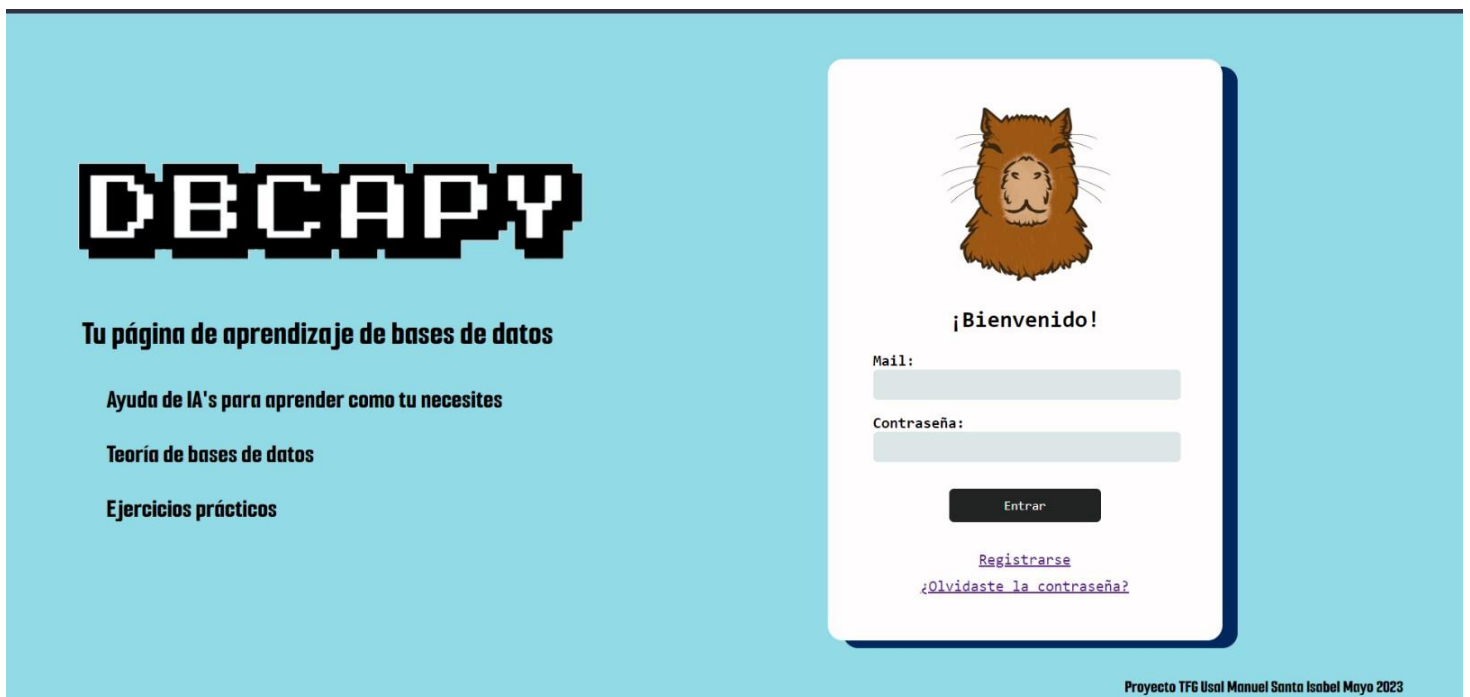 DBCAPY
Tu página de aprendizaje de bases de datos
Ayuda de IA's para aprender como tu necesites
Teoría de bases de datos
Ejercicios prácticos
¡Bienvenido!
Mail:
Contraseña:
Entrar
Registrarse
¿Olvidaste la contraseña?
Proyecto TFG Usal Manuel Santa Isabel Mayo 2023